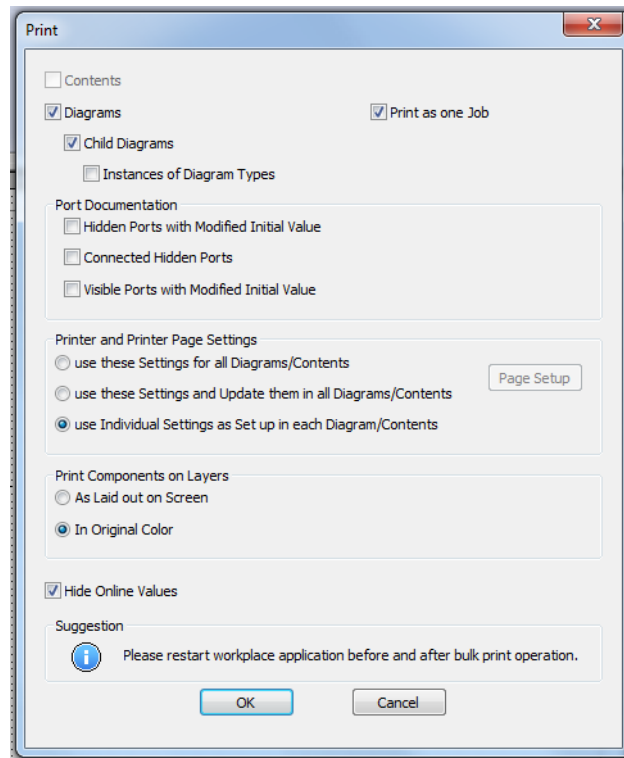 Print
Contents
Diagrams
Print as one Job
Child Diagrams
Instances of Diagram Types
Port Documentation
Hidden Ports with Modified Initial Value
Connected Hidden Ports
Visible Ports with Modified Initial Value
Printer and Printer Page Settings
use these Settings for all Diagrams/Contents
Page Setup
use these Settings and Update them in all Diagrams/Contents
use Individual Settings as Set up in each Diagram/Contents
Print Components on Layers
As Laid out on Screen
In Original Color
Hide Online Values
Suggestion
Please restart workplace application before and after bulk print operation.
OK
Cancel